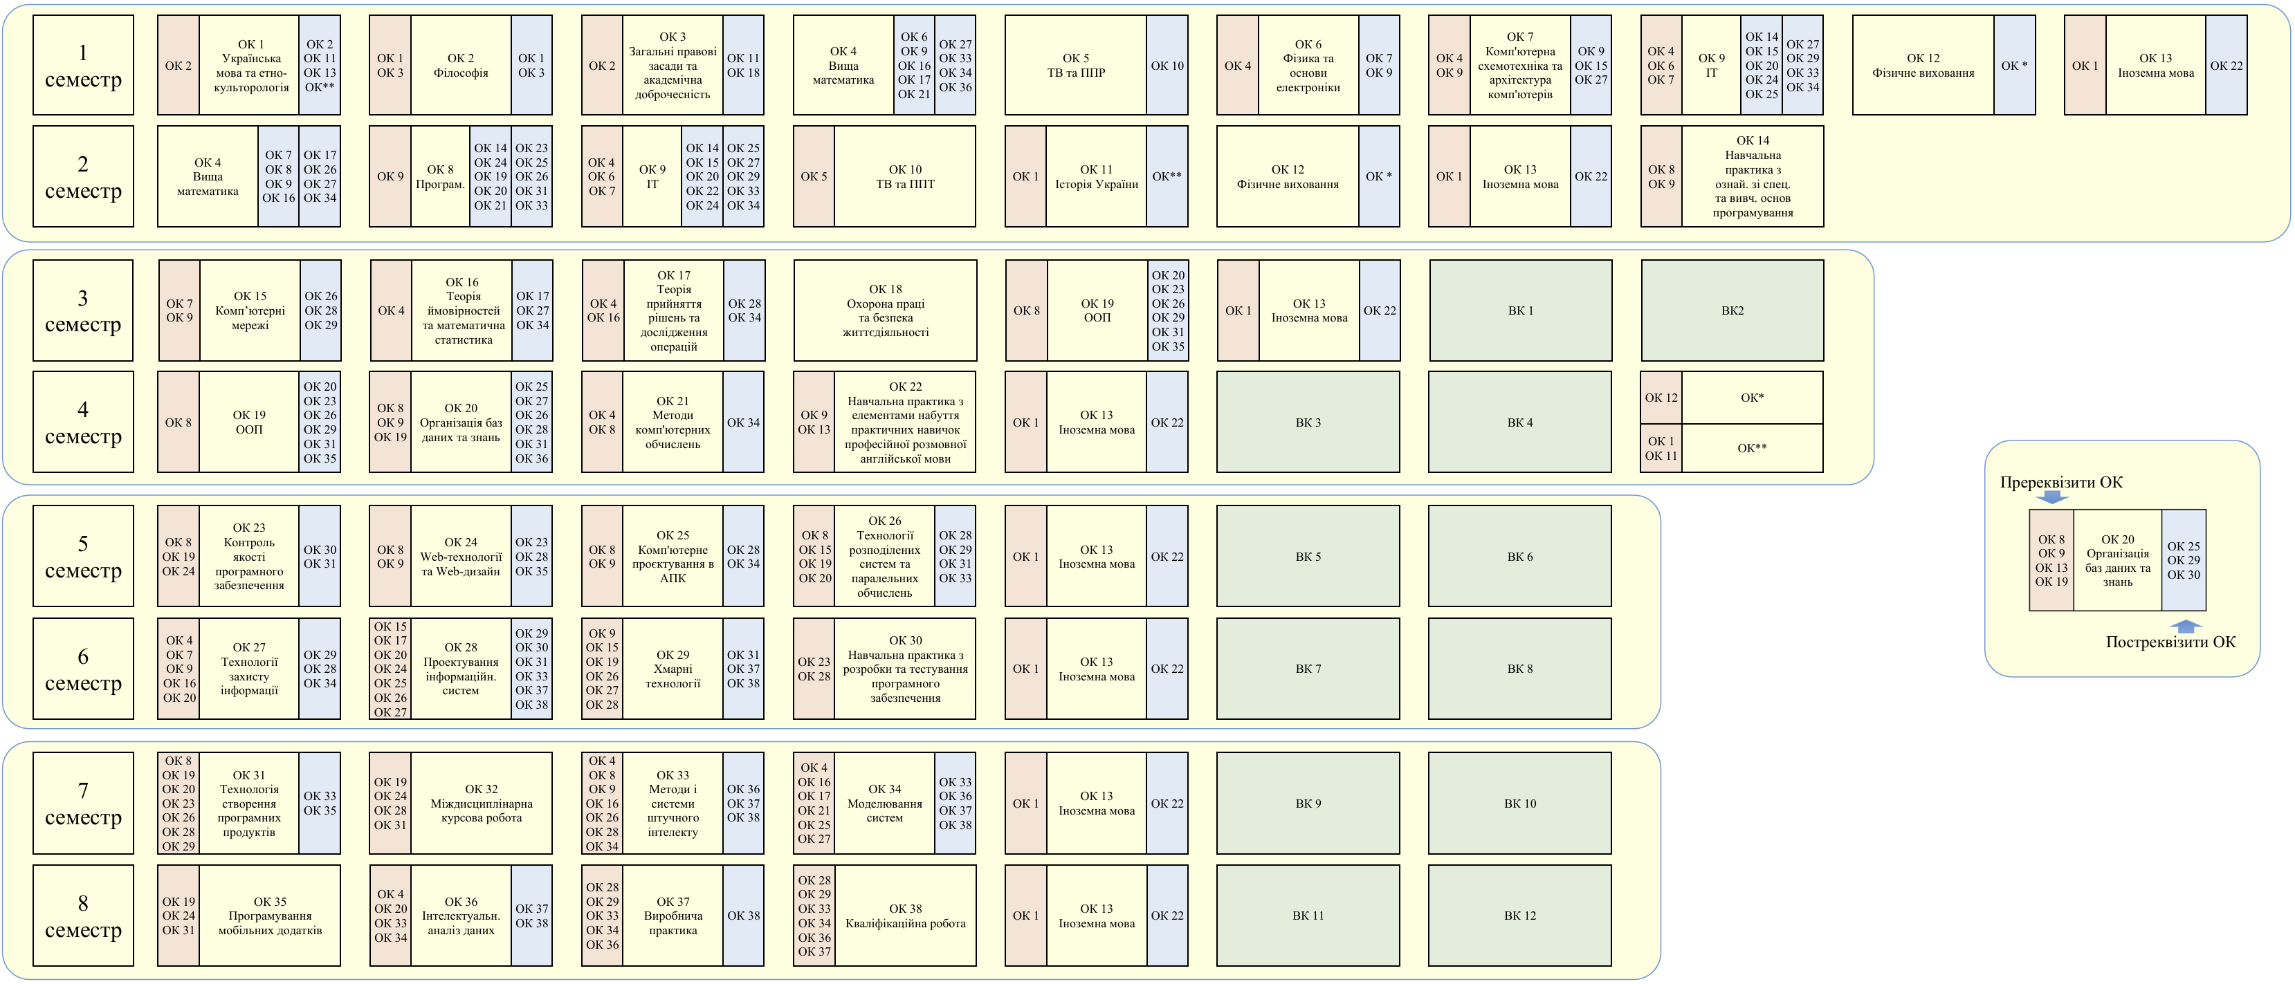 1
семестр
ОК 2
ОК 1
Українська
мова та етно-
культорологія
ОК 2
ОК 11
ОК 13
ОК**
ОК 1
ОК 3
ОК 2
Філософія
ОК 1
ОК 3
ОК 2
ОК 3
Загальні правові
засади та
академічна
доброчесність
ОК 11
ОК 18
ОК 4
Вища
математика
ОК 6
ОК 9
ОК 16
ОК 17
ОК 21
ОК 27
ОК 33
ОК 34
ОК 36
ОК 5
ТВ та ППР
ОК 10
ОК 4
ОК 6
Фізика та
основи
електроніки
ОК 7
ОК 9
ОК 4
ОК 9
ОК 7
Комп'ютерна
схемотехніка та
архітектура
комп'ютерів
ОК 9
ОК 15
ОК 27
ОК 4
ОК 6
ОК 7
ОК 9
ІТ
ОК 14
ОК 15
ОК 20
ОК 24
ОК 25
ОК 27
ОК 29
ОК 33
ОК 34
ОК 12
Фізичне виховання
ОК *
ОК 1
ОК 13
Іноземна мова
ОК 22
2
семестр
ОК 4
Вища
математика
ОК 7
ОК 8
ОК 9
ОК 16
ОК 17
ОК 26
ОК 27
ОК 34
ОК 9
ОК 8
Програм.
ОК 14
ОК 24
ОК 19
ОК 20
ОК 21
ОК 23
ОК 25
ОК 26
ОК 31
ОК 33
ОК 4
ОК 6
ОК 7
ОК 9
ІТ
ОК 14
ОК 15
ОК 20
ОК 22
ОК 24
ОК 25
ОК 27
ОК 29
ОК 33
ОК 34
ОК 5
ОК 10
ТВ та ППТ
ОК 1
ОК 11
Історія України
ОК**
ОК 12
Фізичне виховання
ОК *
ОК 1
ОК 13
Іноземна мова
ОК 22
ОК 8
ОК 9
ОК 14
Навчальна
практика з
ознай. зі спец.
та вивч. основ
програмування
3
семестр
ОК 7
ОК 9
ОК 15
Комп’ютерні
мережі
ОК 26
ОК 28
ОК 29
ОК 4
ОК 16
Теорія
ймовірностей
та математична
статистика
ОК 17
ОК 27
ОК 34
ОК 4
ОК 16
ОК 17
Теорія
прийняття
рішень та
дослідження
операцій
ОК 28
ОК 34
ОК 18
Охорона праці
та безпека
життєдіяльності
ОК 8
ОК 19
ООП
ОК 20
ОК 23
ОК 26
ОК 29
ОК 31
ОК 35
ОК 1
ОК 13
Іноземна мова
ОК 22
ВК 1
ВК2
4
семестр
ОК 8
ОК 19
ООП
ОК 20
ОК 23
ОК 26
ОК 29
ОК 31
ОК 35
ОК 8
ОК 9
ОК 19
ОК 20
Організація баз
даних та знань
ОК 25
ОК 27
ОК 26
ОК 28
ОК 31
ОК 36
ОК 4
ОК 8
ОК 21
Методи
комп'ютерних
обчислень
ОК 34
ОК 9
ОК 13
ОК 22
Навчальна практика з
елементами набуття
практичних навичок
професійної розмовної
англійської мови
ОК 1
ОК 13
Іноземна мова
ОК 22
ВК 3
ВК 4
ОК 12
ОК*
ОК 1
ОК 11
ОК**
5
семестр
ОК 8
ОК 19
ОК 24
ОК 23
Контроль
якості
програмного
забезпечення
ОК 30
ОК 31
ОК 8
ОК 9
ОК 24
Web-технології
та Web-дизайн
ОК 23
ОК 28
ОК 35
ОК 8
ОК 9
ОК 25
Комп'ютерне
проєктування в
АПК
ОК 28
ОК 34
ОК 8
ОК 15
ОК 19
ОК 20
ОК 26
Технології
розподілених
систем та
паралельних
обчислень
ОК 28
ОК 29
ОК 31
ОК 33
ОК 1
ОК 13
Іноземна мова
ОК 22
ВК 5
ВК 6
6
семестр
ОК 4
ОК 7
ОК 9
ОК 16
ОК 20
ОК 27
Технології
захисту
інформації
ОК 29
ОК 28
ОК 34
ОК 15
ОК 17
ОК 20
ОК 24
ОК 25
ОК 26
ОК 27
ОК 28
Проектування
інформаційн.
систем
ОК 29
ОК 30
ОК 31
ОК 33
ОК 37
ОК 38
ОК 9
ОК 15
ОК 19
ОК 26
ОК 27
ОК 28
ОК 29
Хмарні
технології
ОК 31
ОК 37
ОК 38
ОК 23
ОК 28
ОК 30
Навчальна практика з
розробки та тестування
програмного
забезпечення
ОК 1
ОК 13
Іноземна мова
ОК 22
ВК 7
ВК 8
7
семестр
ОК 8
ОК 19
ОК 20
ОК 23
ОК 26
ОК 28
ОК 29
ОК 31
Технологія
створення
програмних
продуктів
ОК 33
ОК 35
ОК 19
ОК 24
ОК 28
ОК 31
ОК 32
Міждисциплінарна
курсова робота
ОК 4
ОК 8
ОК 9
ОК 16
ОК 26
ОК 28
ОК 34
ОК 33
Методи і
системи
штучного
інтелекту
ОК 36
ОК 37
ОК 38
ОК 4
ОК 16
ОК 17
ОК 21
ОК 25
ОК 27
ОК 34
Моделювання
систем
ОК 33
ОК 36
ОК 37
ОК 38
ОК 1
ОК 13
Іноземна мова
ОК 22
ВК 9
ВК 10
8
семестр
ОК 19
ОК 24
ОК 31
ОК 35
Програмування
мобільних додатків
ОК 4
ОК 20
ОК 33
ОК 34
ОК 36
Інтелектуальн.
аналіз даних
ОК 37
ОК 38
ОК 28
ОК 29
ОК 33
ОК 34
ОК 36
ОК 37
Виробнича
практика
ОК 38
ОК 28
ОК 29
ОК 33
ОК 34
ОК 36
ОК 37
ОК 38
Кваліфікаційна робота
ОК 1
ОК 13
Іноземна мова
ОК 22
ВК 11
ВК 12
Пререквізити ОК
ОК 8
ОК 9
ОК 13
ОК 19
ОК 20
Організація
баз даних та
знань
ОК 25
ОК 29
ОК 30
Постреквізити ОК